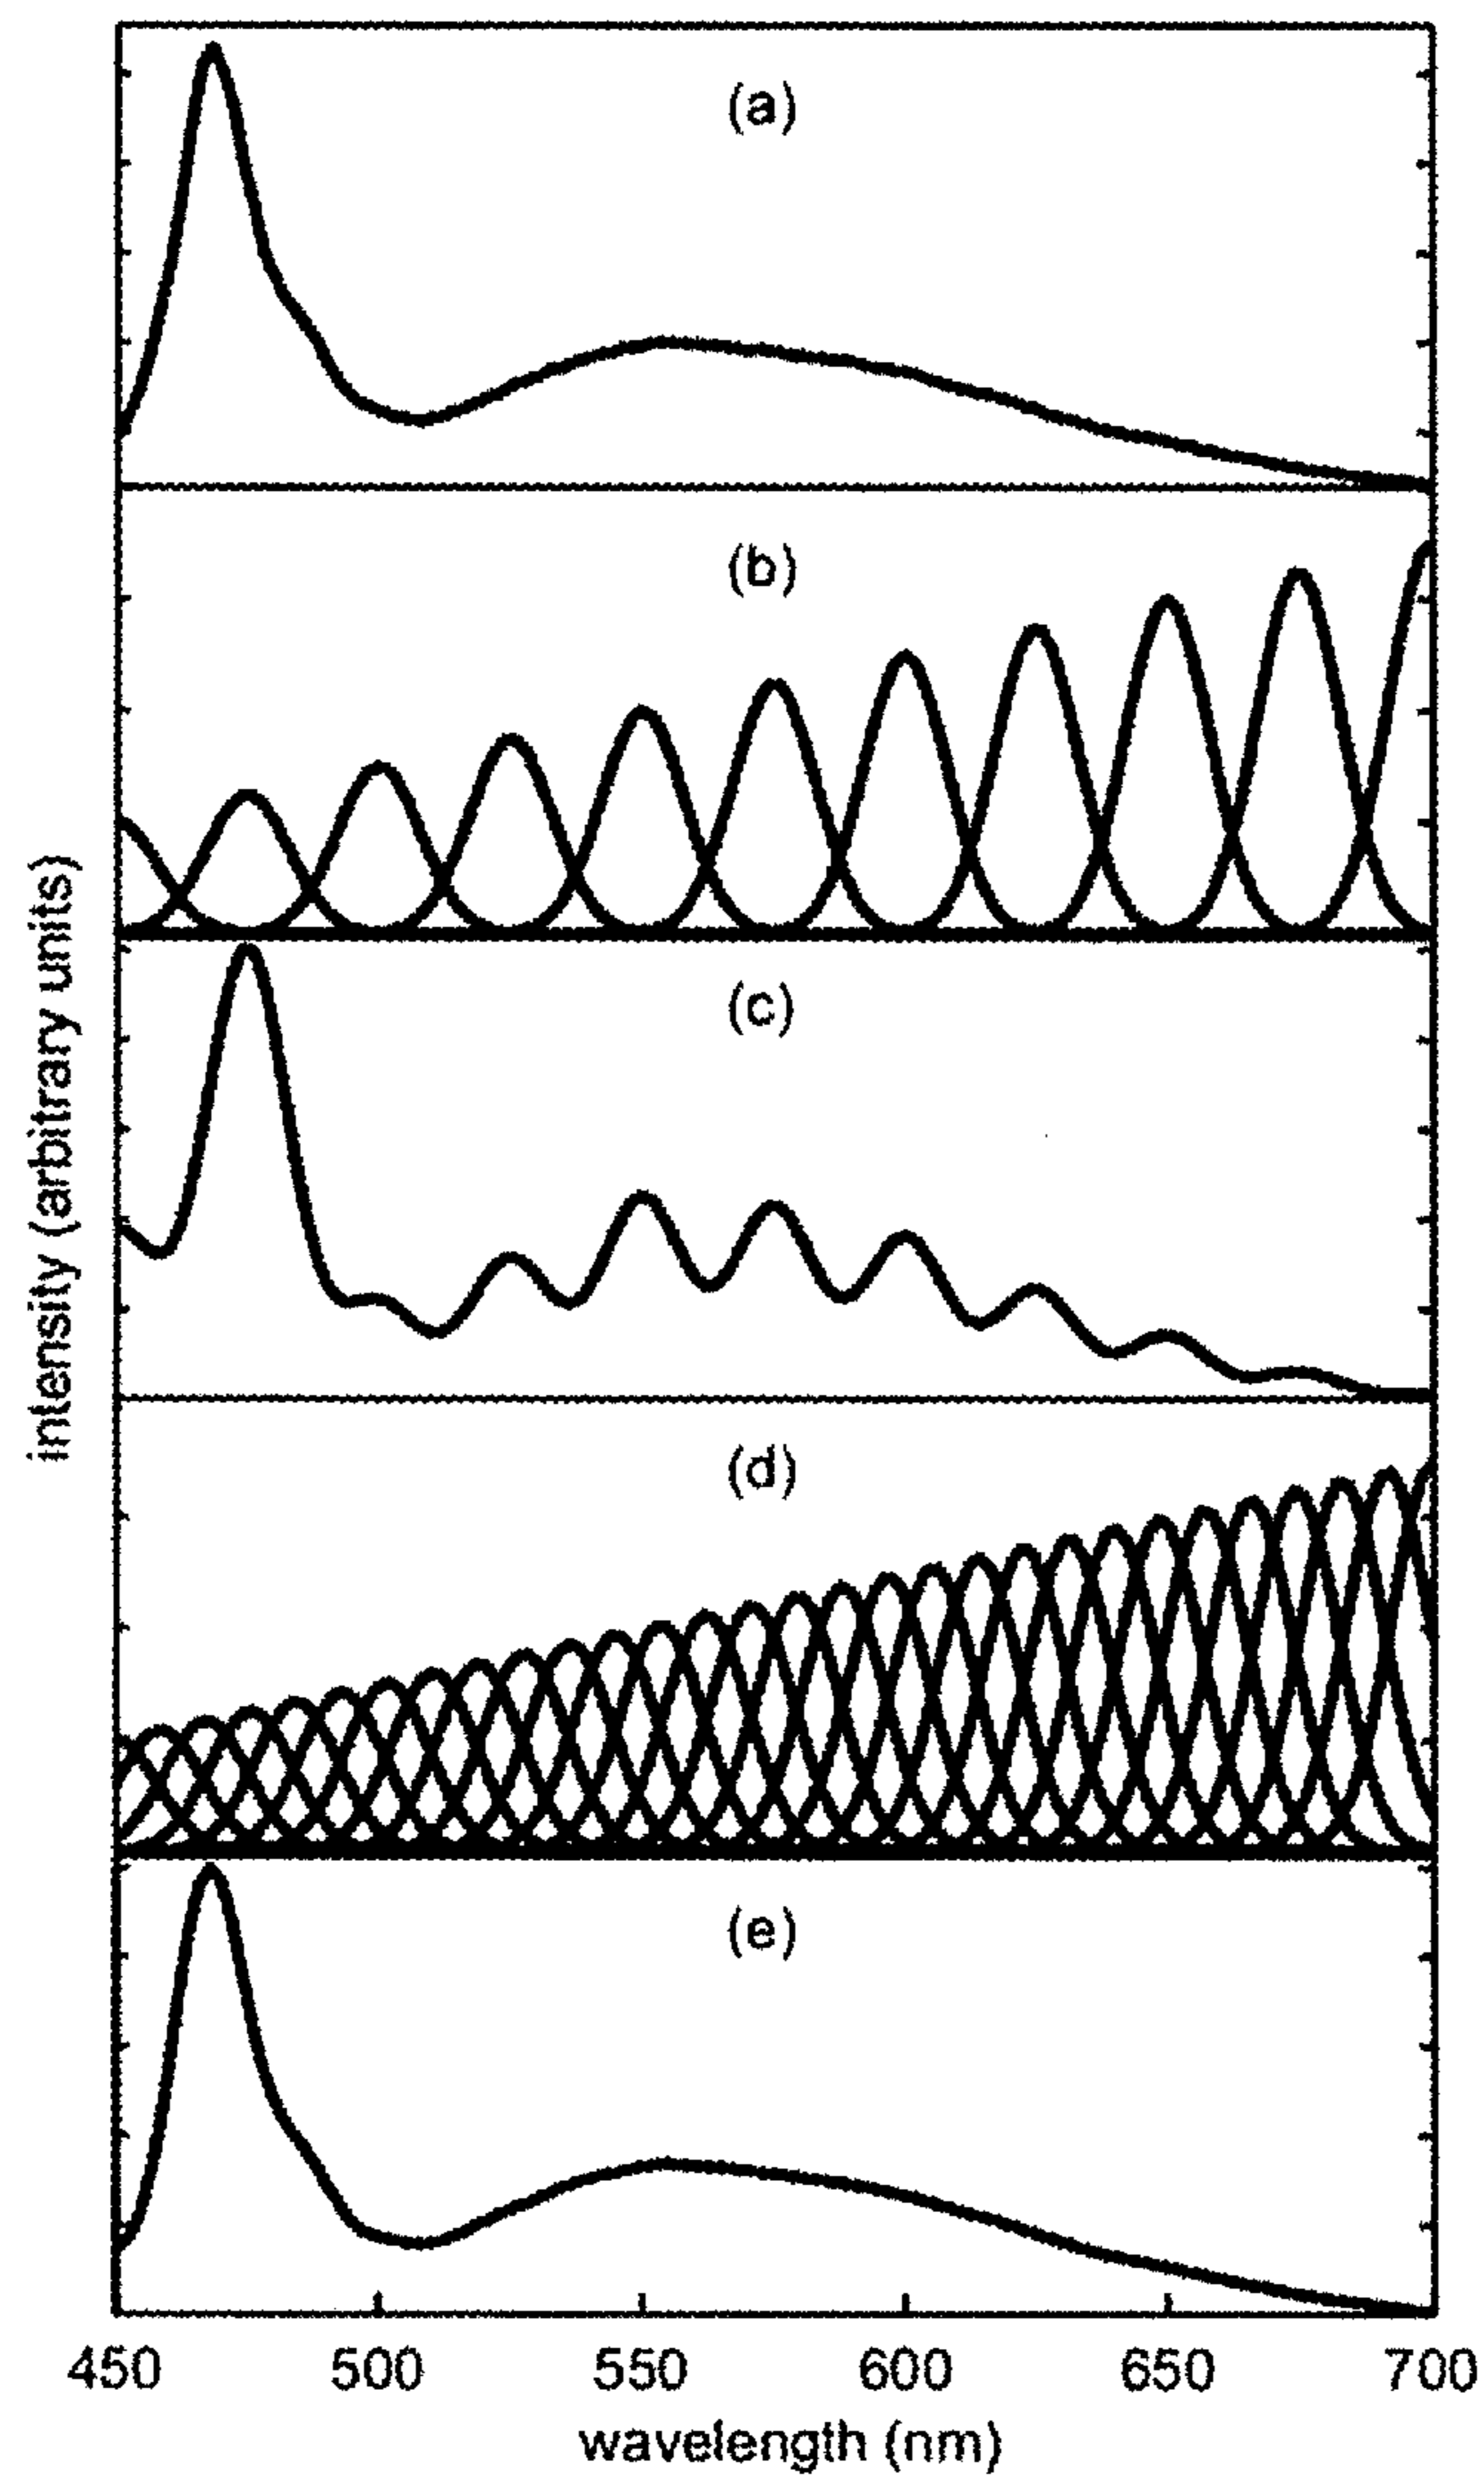 (a)
(b)
(c)
(d)
(e)
intensity (arbitrary units)
450 500 550 600 650 700
wavelength (nm)